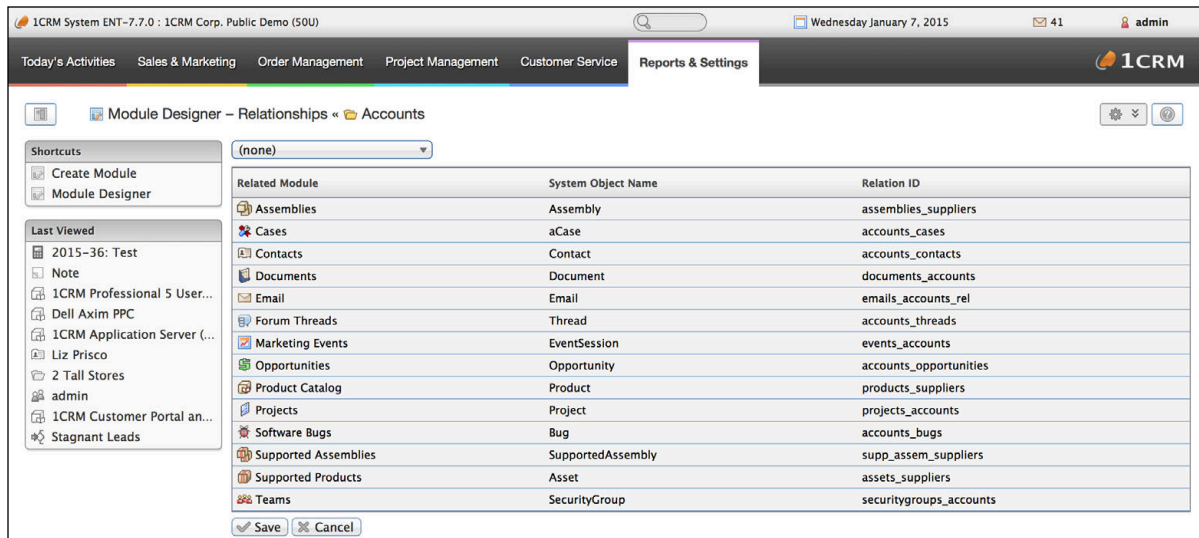 1CRM System ENT-7.7.0 : 1CRM Corp. Public Demo (50U) Wednesday January 7, 2015 41 admin
Today's Activities Sales & Marketing Order Management Project Management Customer Service Reports & Settings 1CRM
Module Designer – Relationships « Accounts
Shortcuts
Create Module
Module Designer
Last Viewed
2015-36: Test
Note
1CRM Professional 5 User...
Dell Axim PPC
1CRM Application Server (...
Liz Prisco
2 Tall Stores
admin
1CRM Customer Portal an...
Stagnant Leads
(none)
Related Module System Object Name Relation ID
Assemblies Assembly assemblies_suppliers
Cases aCase accounts_cases
Contacts Contact accounts_contacts
Documents Document documents_accounts
Email Email emails_accounts_rel
Forum Threads Thread accounts_threads
Marketing Events EventSession events_accounts
Opportunities Opportunity accounts_opportunities
Product Catalog Product products_suppliers
Projects Project projects_accounts
Software Bugs Bug accounts_bugs
Supported Assemblies SupportedAssembly supp_assem_suppliers
Supported Products Asset assets_suppliers
Teams SecurityGroup securitygroups_accounts
Save Cancel